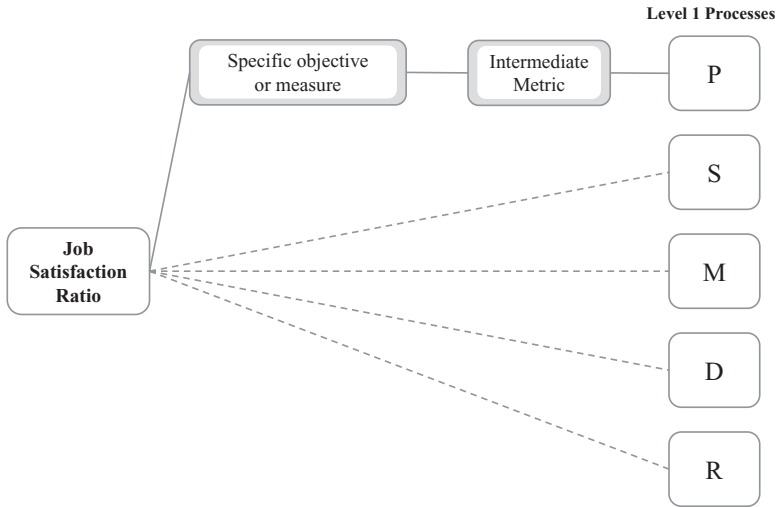 Level 1 Processes
Specific objective
or measure
Intermediate
Metric
P
S
Job
Satisfaction
Ratio
M
D
R